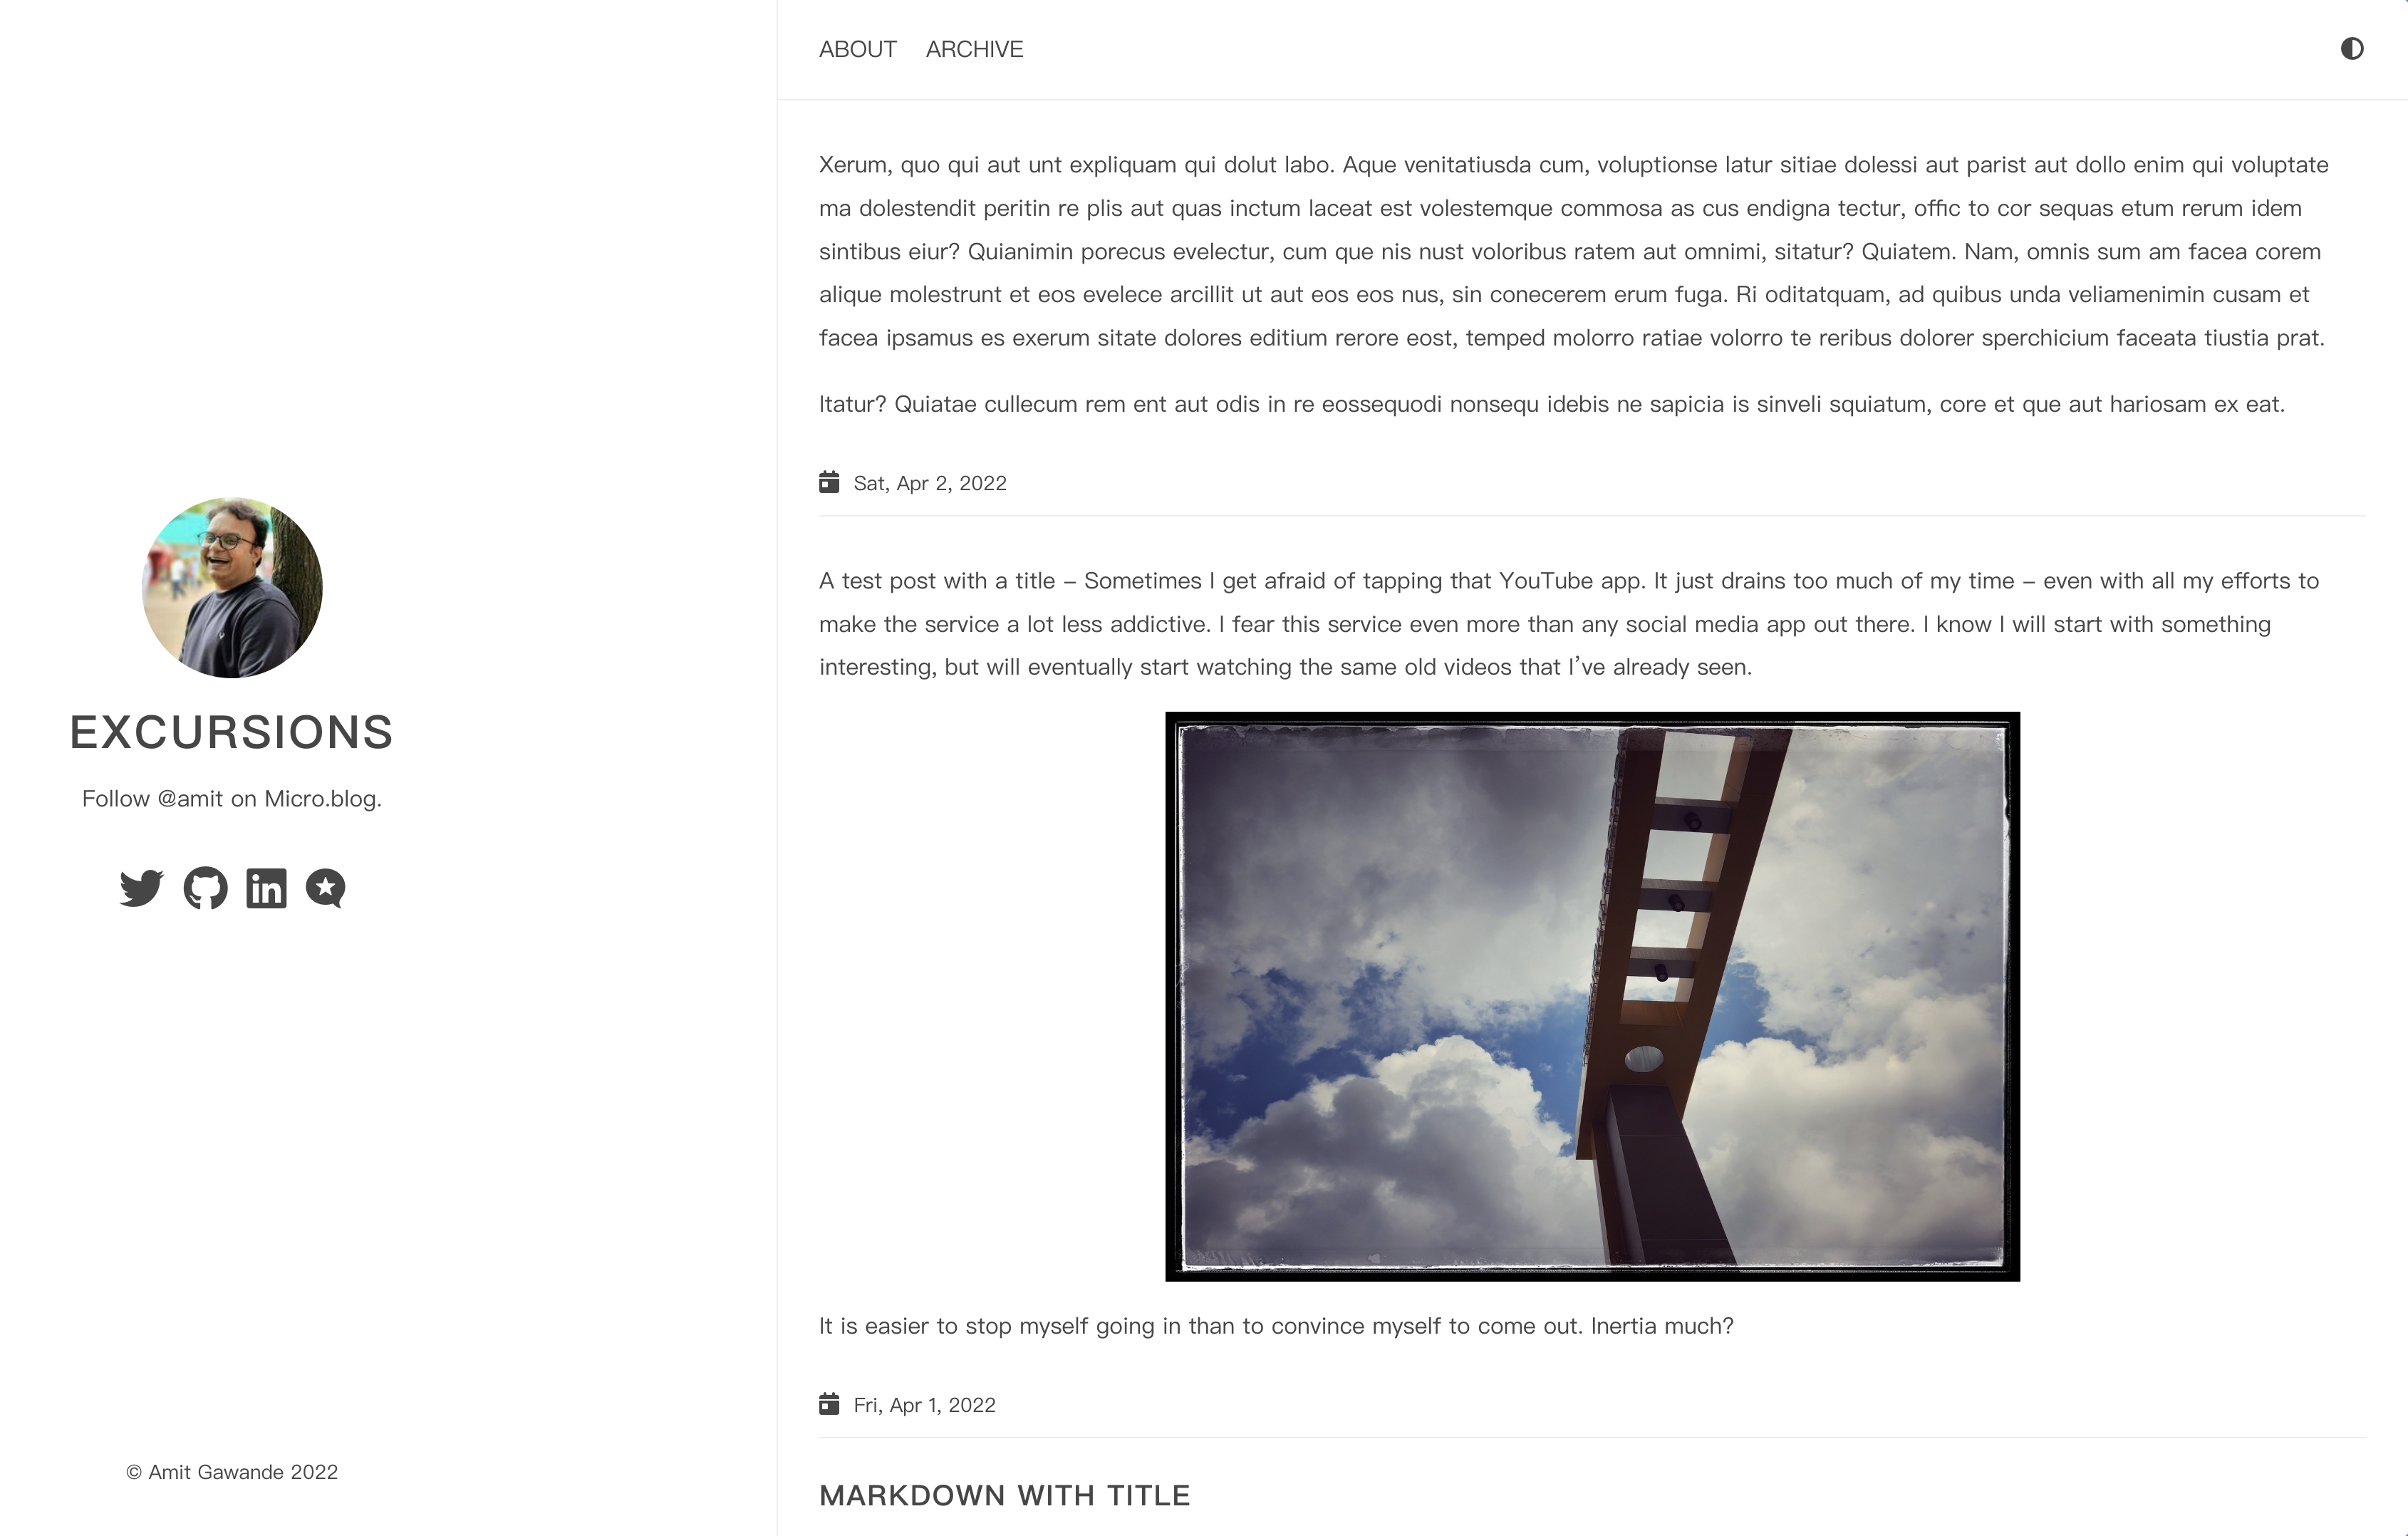 ABOUT ARCHIVE
Xerum, quo qui aut unt expliquam qui dolut labo. Aque venitatiusda cum, voluptionse latur sitiae dolessi aut parist aut dollo enim qui voluptate
ma dolestendit peritin re plis aut quas inctum laceat est volestemque commosa as cus endigna tectur, offic to cor sequas etum rerum idem
sintibus eiur? Quianimin porecus evelectur, cum que nis nust voloribus ratem aut omnimi, sitatur? Quiatem. Nam, omnis sum am facea corem
alique molestrunt et eos evelece arcillit ut aut eos eos nus, sin conecerem erum fuga. Ri oditatquam, ad quibus unda veliamenimin cusam et
facea ipsamus es exerum sitate dolores editium rerore eost, temped molorro ratiae volorro te reribus dolorer sperchicium faceata tiustia prat.
Itatur? Quiatae cullecum rem ent aut odis in re eossequodi nonsequ idebis ne sapicia is sinveli squiatum, core et que aut hariosam ex eat.
Sat, Apr 2, 2022
A test post with a title – Sometimes I get afraid of tapping that YouTube app. It just drains too much of my time – even with all my efforts to
make the service a lot less addictive. I fear this service even more than any social media app out there. I know I will start with something
interesting, but will eventually start watching the same old videos that I’ve already seen.
It is easier to stop myself going in than to convince myself to come out. Inertia much?
Fri, Apr 1, 2022
MARKDOWN WITH TITLE
EXCURSIONS
Follow @amit on Micro.blog.
in
© Amit Gawande 2022